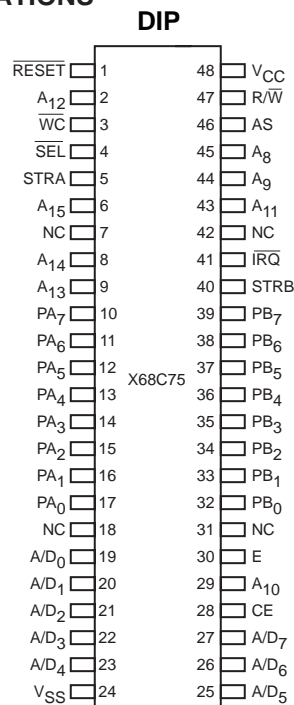 ATIONS
DIP
RESET 1 48 VCC
A12 2 47 R/W
WC 3 46 AS
SEL 4 45 A8
STRA 5 44 A9
A15 6 43 A11
NC 7 42 NC
A14 8 41 IRQ
A13 9 40 STRB
PA7 10 39 PB7
PA6 11 38 PB6
PA5 12 37 PB5
X68C75
PA4 13 36 PB4
PA3 14 35 PB3
PA2 15 34 PB2
PA1 16 33 PB1
PA0 17 32 PB0
NC 18 31 NC
A/D0 19 30 E
A/D1 20 29 A10
A/D2 21 28 CE
A/D3 22 27 A/D7
A/D4 23 26 A/D6
VSS 24 25 A/D5